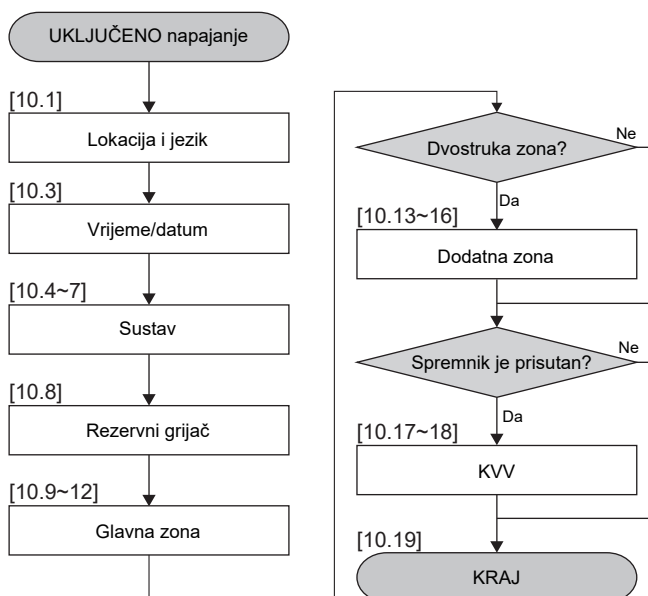 UKLJUČENO napajanje
[10.1]
Lokacija i jezik
[10.3]
Vrijeme/datum
[10.4~7]
Sustav
[10.8]
Rezervni grijač
[10.9~12]
Glavna zona
Dvostruka zona?
Ne
Da
[10.13~16]
Dodatna zona
Spremnik je prisutan?
Ne
Da
[10.17~18]
KVV
[10.19]
KRAJ